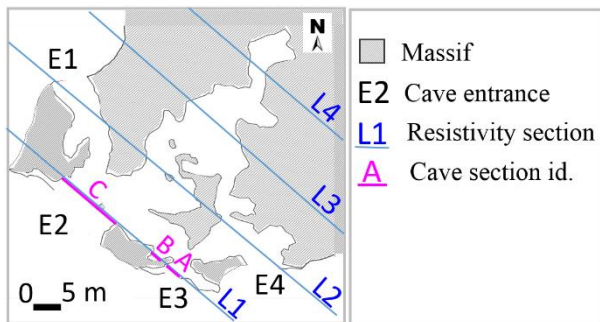 N
E1
L4
L3
C
E2
B A
E4
L2
E3
L1
0 5 m
Massif
E2 Cave entrance
L1 Resistivity section
A Cave section id.